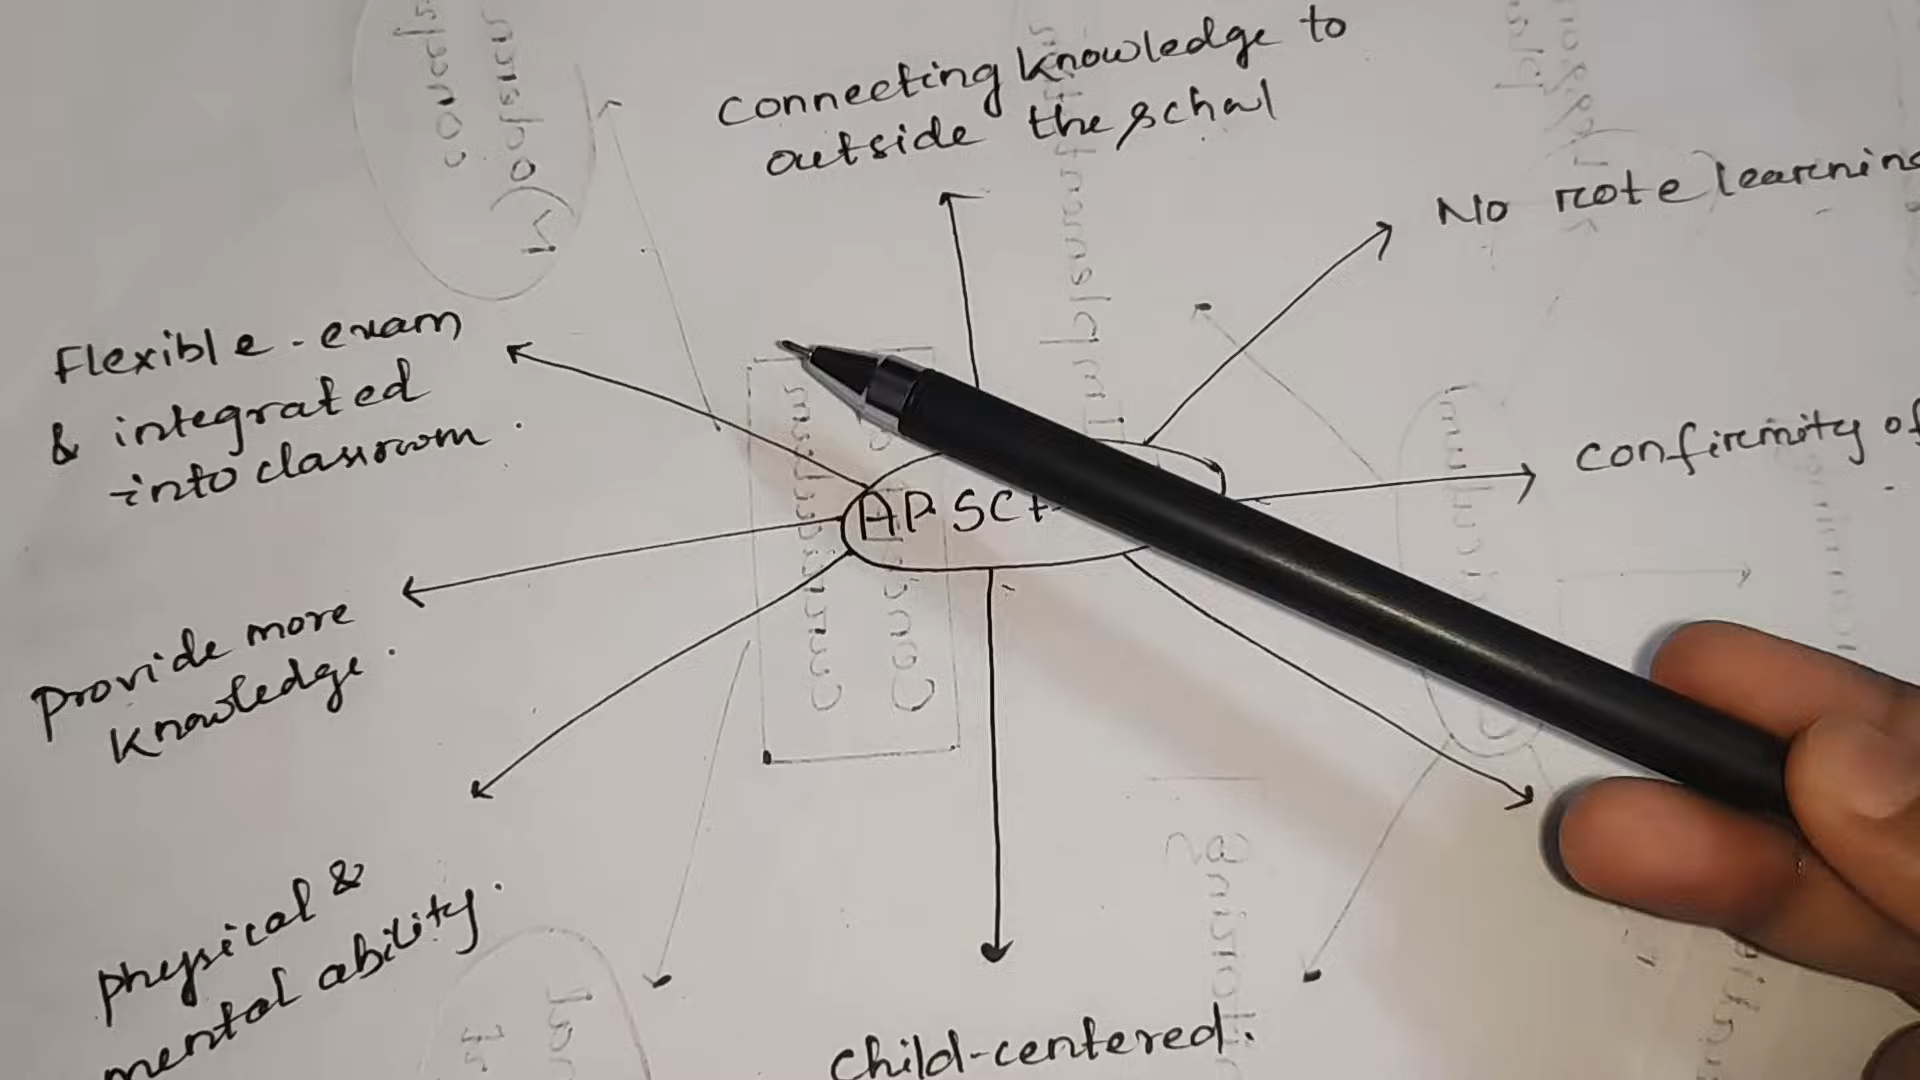 Connecting knowledge to
outside the schal
No rote learning
Flexible - exam
& integrated
into classroom.
Confirmity of
APSC
Provide more
knowledge.
physical &
mental ability.
child-centered.